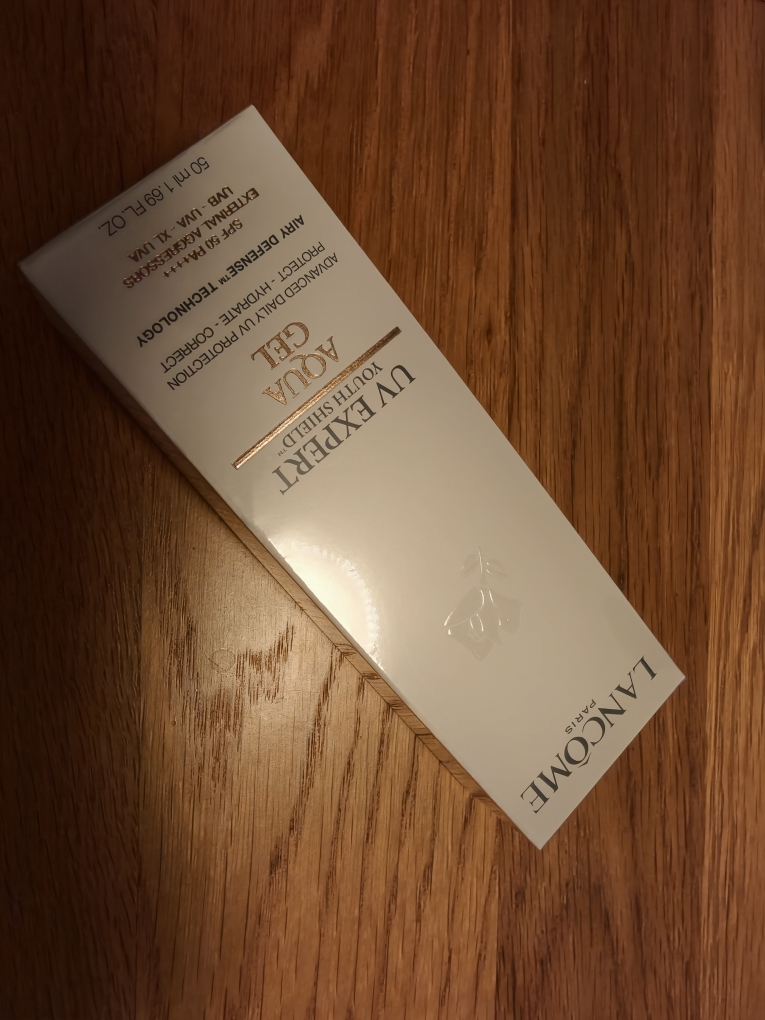 LANCÔME
PARIS
UV EXPERT
YOUTH SHIELD™
AQUA
GEL
ADVANCED DAILY UV PROTECTION
PROTECT - HYDRATE - CORRECT
AIRY DEFENSE™ TECHNOLOGY
SPF 50 PA++++
EXTERNAL AGGRESSORS
UVB - UVA - XL UVA
50 ml 1.69 FL.OZ.